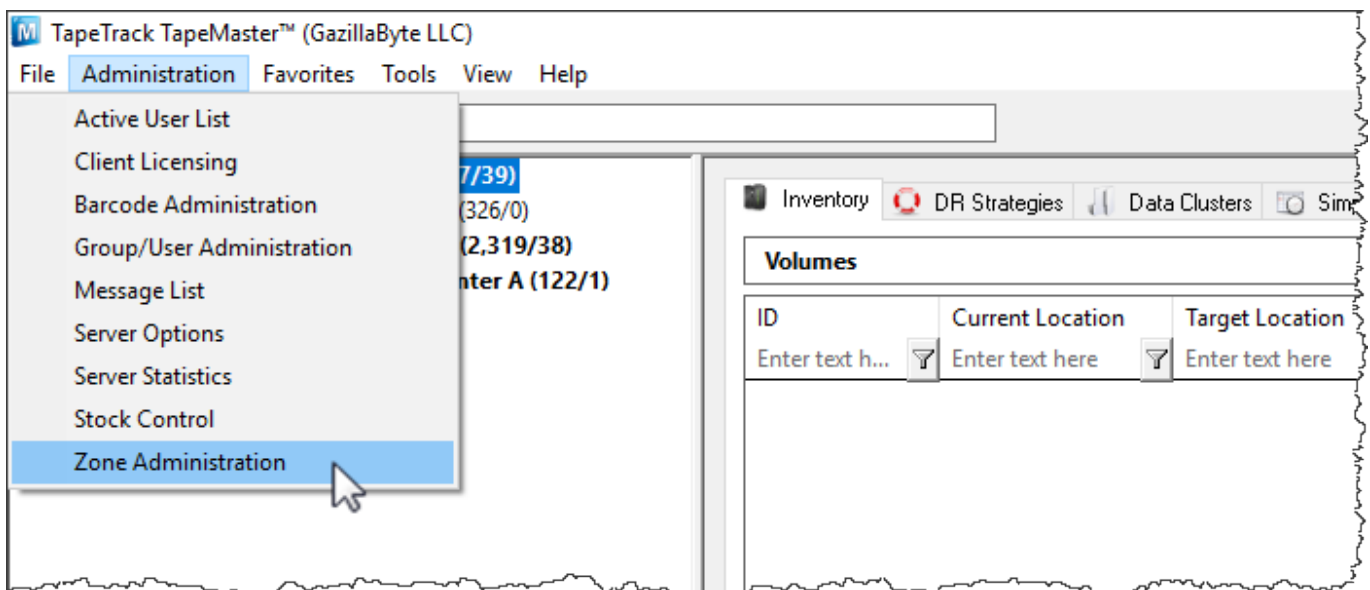 M TapeTrack TapeMaster™ (GazillaByte LLC)
File Administration Favorites Tools View Help
Active User List
Client Licensing
Barcode Administration
Group/User Administration
Message List
Server Options
Server Statistics
Stock Control
Zone Administration
7/39)
(326/0)
(2,319/38)
nter A (122/1)
Inventory DR Strategies Data Clusters Sim
Volumes
ID Current Location Target Location
Enter text h... Enter text here Enter text here